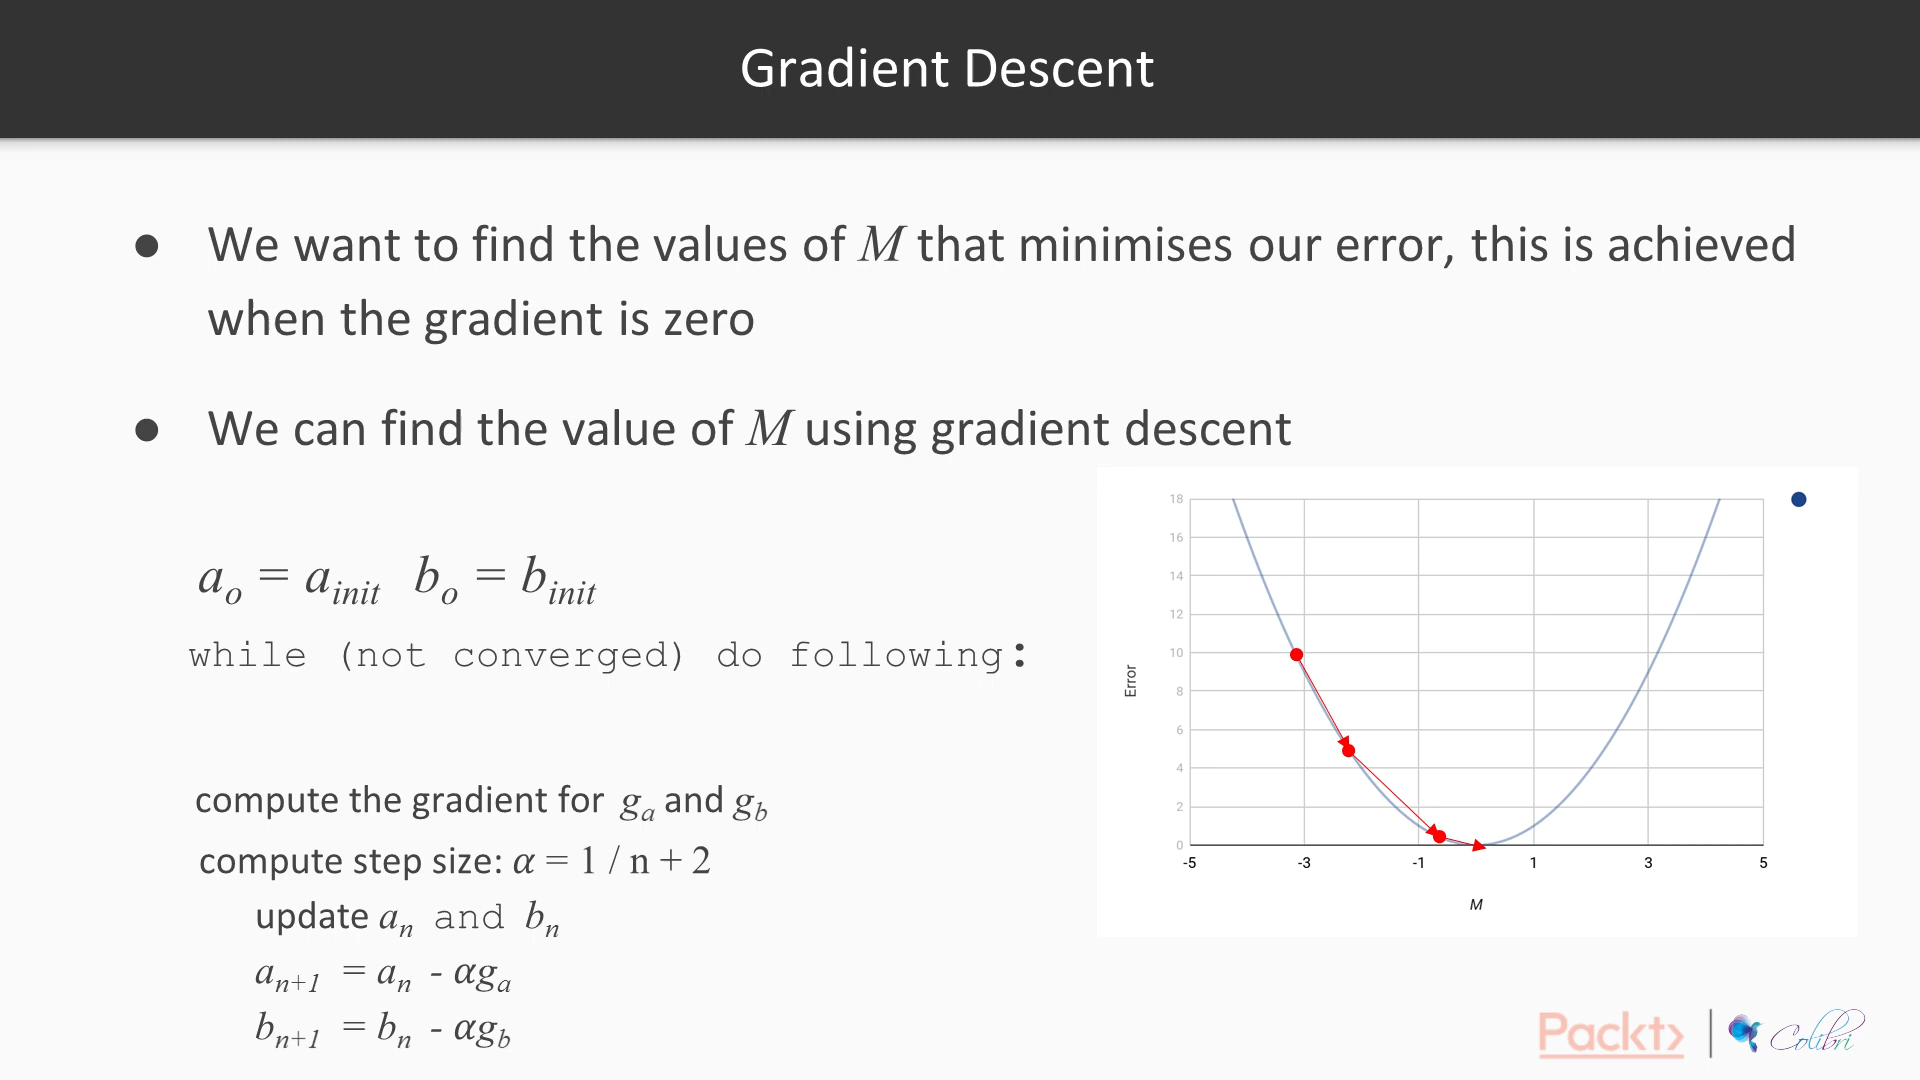 Gradient Descent
● We want to find the values of M that minimises our error, this is achieved
when the gradient is zero
● We can find the value of M using gradient descent
a_o = a_init b_o = b_init
while (not converged) do following:
compute the gradient for g_a and g_b
compute step size: α = 1 / n + 2
update a_n and b_n
a_n+1 = a_n - αg_a
b_n+1 = b_n - αg_b
18
16
14
12
10
8
6
4
2
0
Error
-5 -3 -1 1 3 5
M
Packt> | Colibri